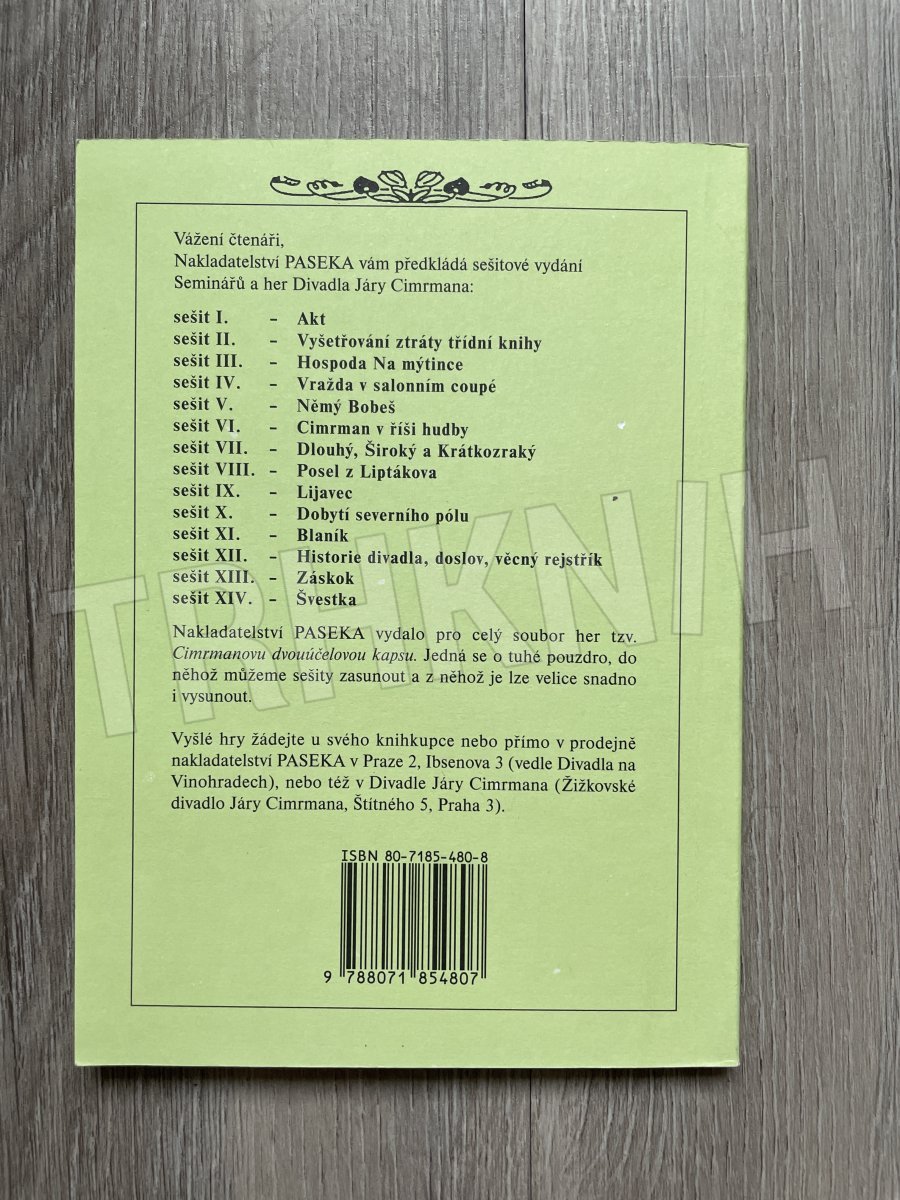 Vážení čtenáři,
Nakladatelství PASEKA vám předkládá sešitové vydání
Seminářů a her Divadla Járy Cimrmana:
sešit I. – Akt
sešit II. – Vyšetřování ztráty třídní knihy
sešit III. – Hospoda Na mýtince
sešit IV. – Vražda v salonním coupé
sešit V. – Němý Bobeš
sešit VI. – Cimrman v říši hudby
sešit VII. – Dlouhý, Široký a Krátkozraký
sešit VIII. – Posel z Liptákova
sešit IX. – Lijavec
sešit X. – Dobytí severního pólu
sešit XI. – Blaník
sešit XII. – Historie divadla, doslov, věcný rejstřík
sešit XIII. – Záskok
sešit XIV. – Švestka
Nakladatelství PASEKA vydalo pro celý soubor her tzv.
Cimrmanovu dvouúčelovou kapsu. Jedná se o tuhé pouzdro, do
něhož můžeme sešity zasunout a z něhož je lze velice snadno
i vysunout.
Vyšlé hry žádejte u svého knihkupce nebo přímo v prodejně
nakladatelství PASEKA v Praze 2, Ibsenova 3 (vedle Divadla na
Vinohradech), nebo též v Divadle Járy Cimrmana (Žižkovské
divadlo Járy Cimrmana, Štítného 5, Praha 3).
ISBN 80-7185-480-8
9 788071 854807
TRHKNIH